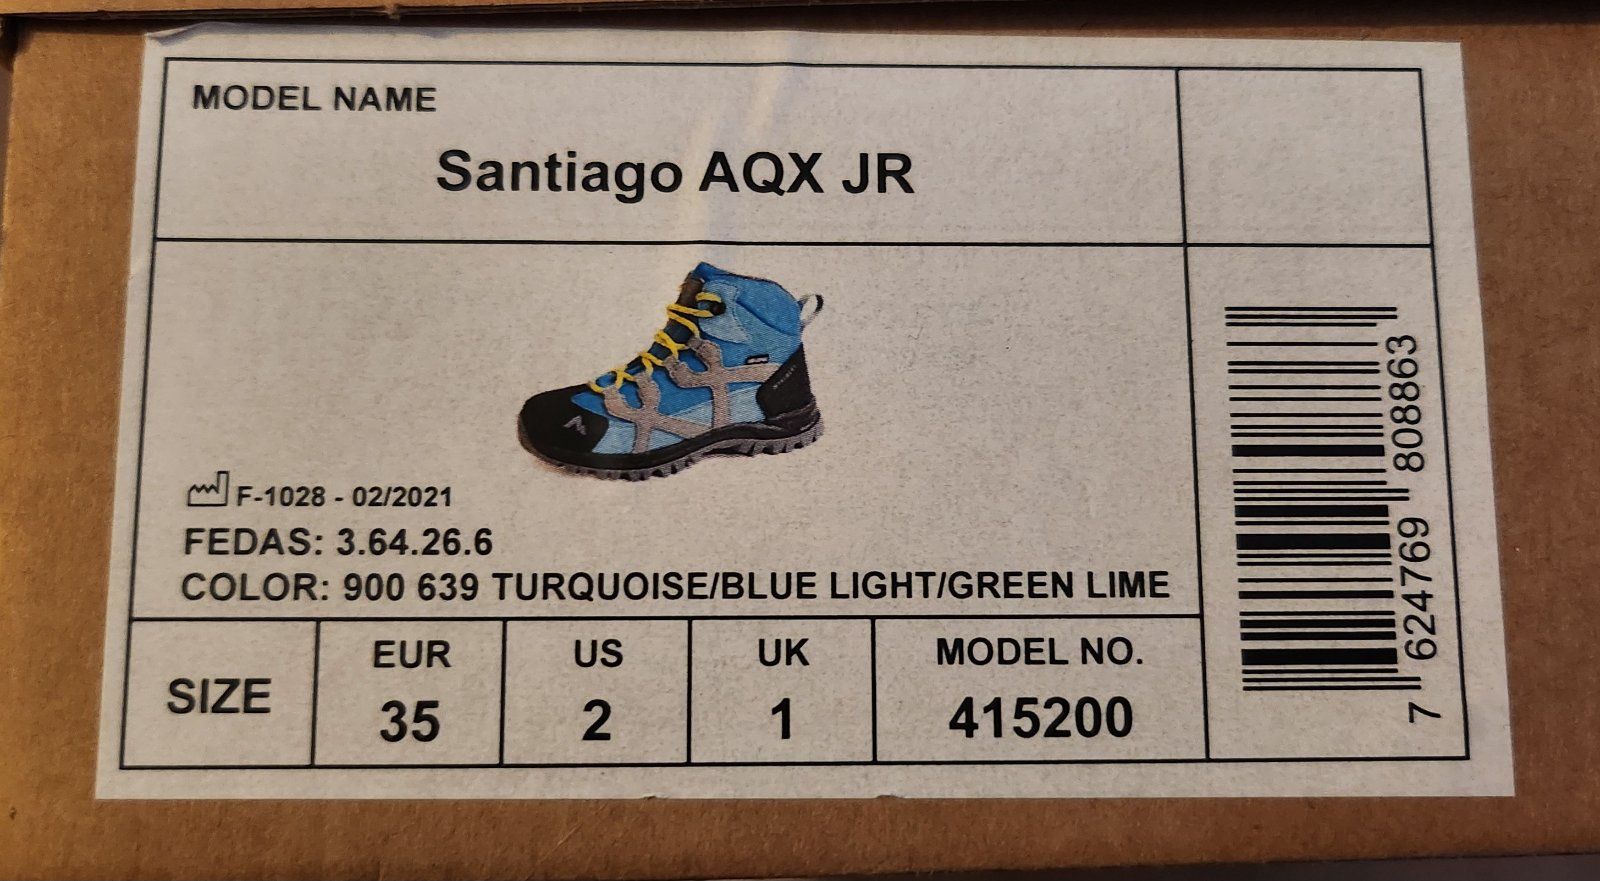 MODEL NAME
Santiago AQX JR
F-1028 - 02/2021
FEDAS: 3.64.26.6
COLOR: 900 639 TURQUOISE/BLUE LIGHT/GREEN LIME
SIZE
EUR
35
US
2
UK
1
MODEL NO.
415200
7 624769 808863